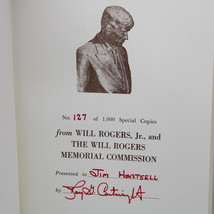 No. 127 of 1,000 Special Copies
from WILL ROGERS, Jr., and
THE WILL ROGERS
MEMORIAL COMMISSION
Presented to Jim Hartsell
by